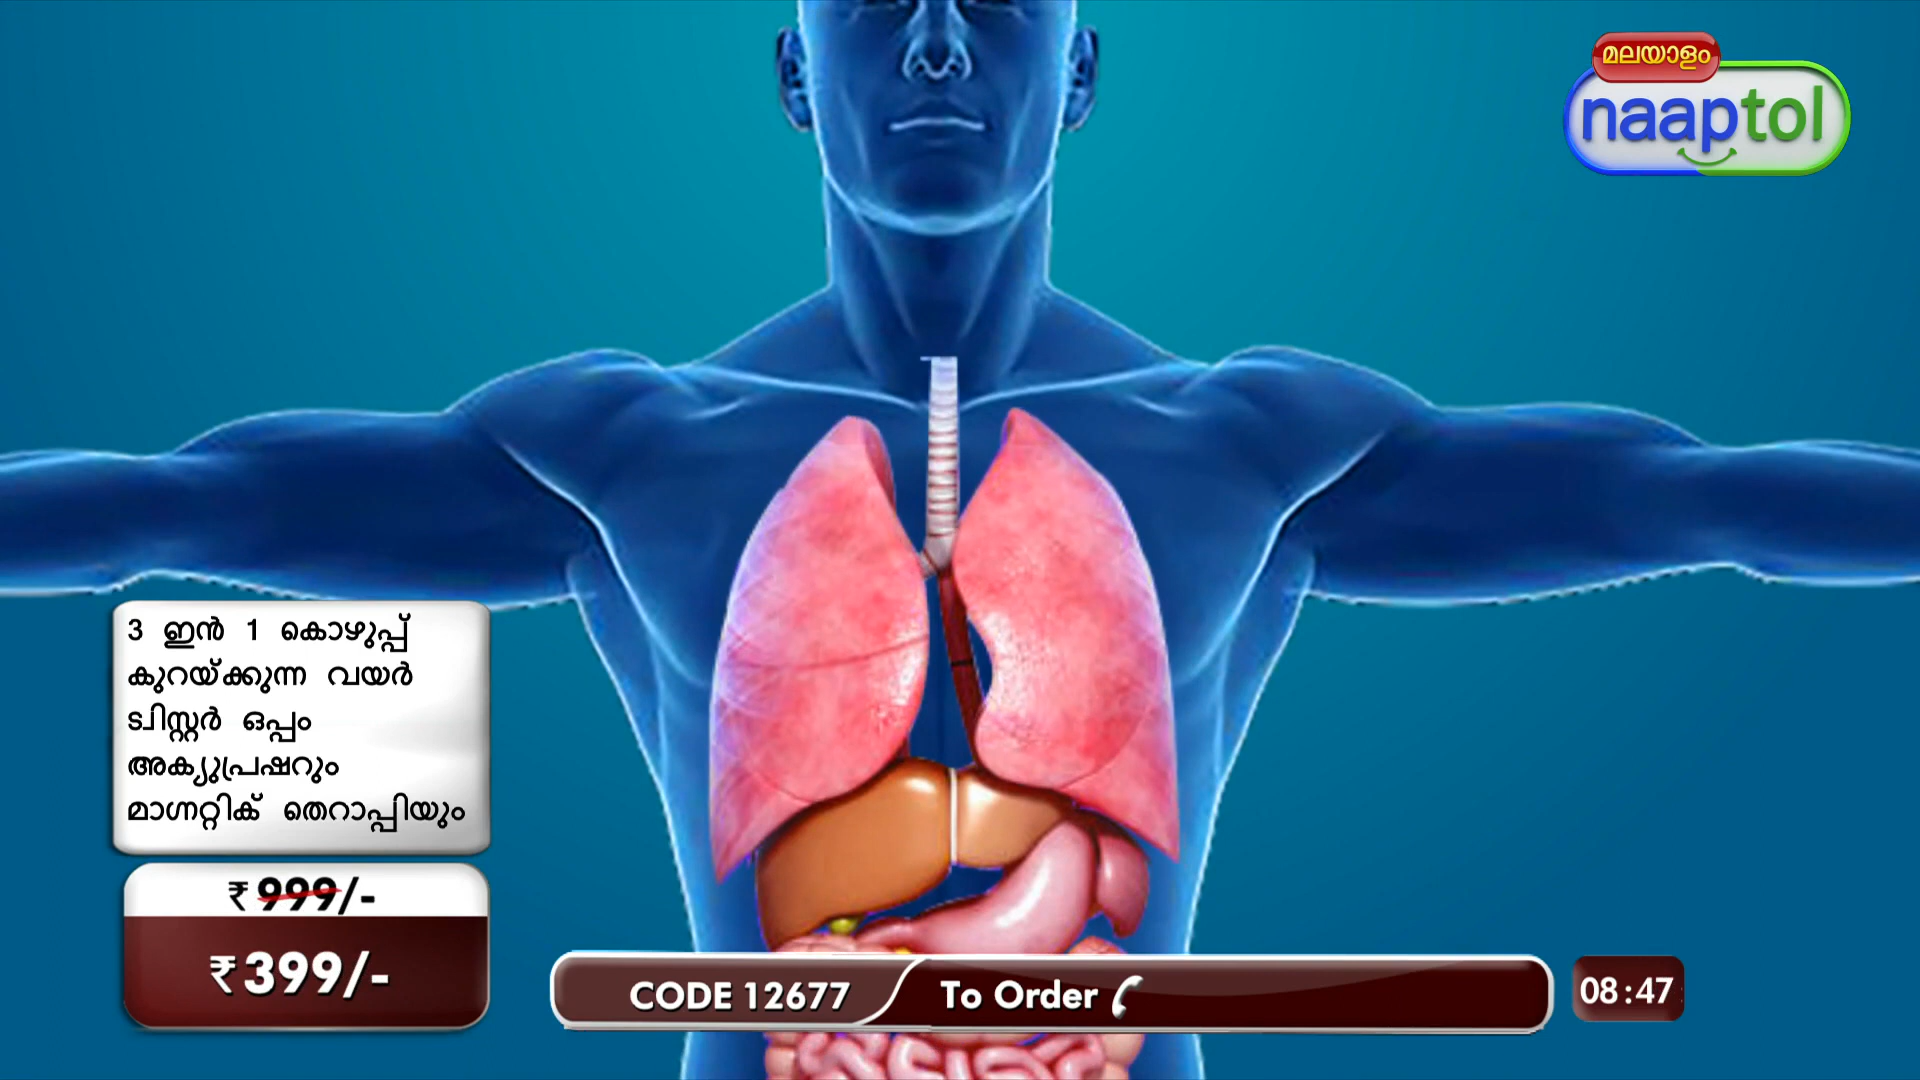 മലയാളം
naaptol
3 ഇൻ 1 കൊഴുപ്പ്
കുറയ്ക്കുന്ന വയർ
ട്വിസ്റ്റർ ഒപ്പം
അക്യുപ്രഷറും
മാഗ്നറ്റിക് തെറാപ്പിയും
₹ 999/-
₹ 399/-
CODE 12677 To Order
08:47